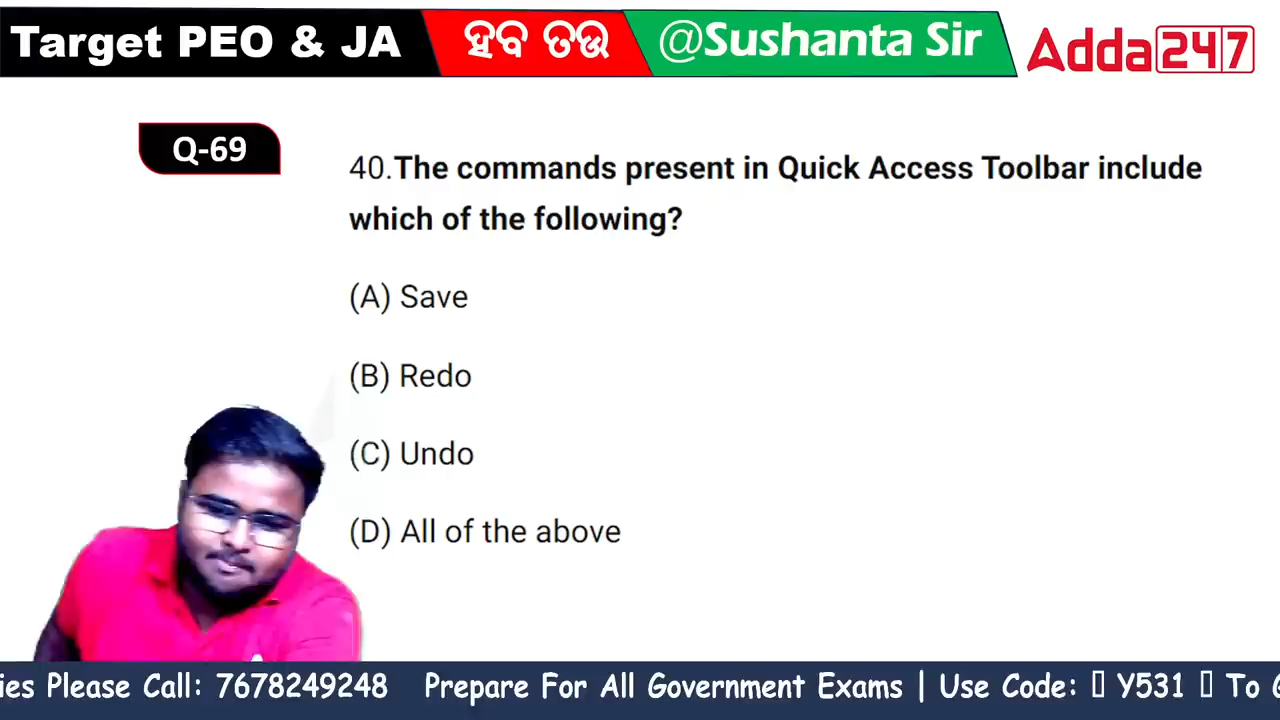 Target PEO & JA ହବ ତଉ @Sushanta Sir Adda247
Q-69
40.The commands present in Quick Access Toolbar include
which of the following?
(A) Save
(B) Redo
(C) Undo
(D) All of the above
ies Please Call: 7678249248 Prepare For All Government Exams | Use Code: Y531 To